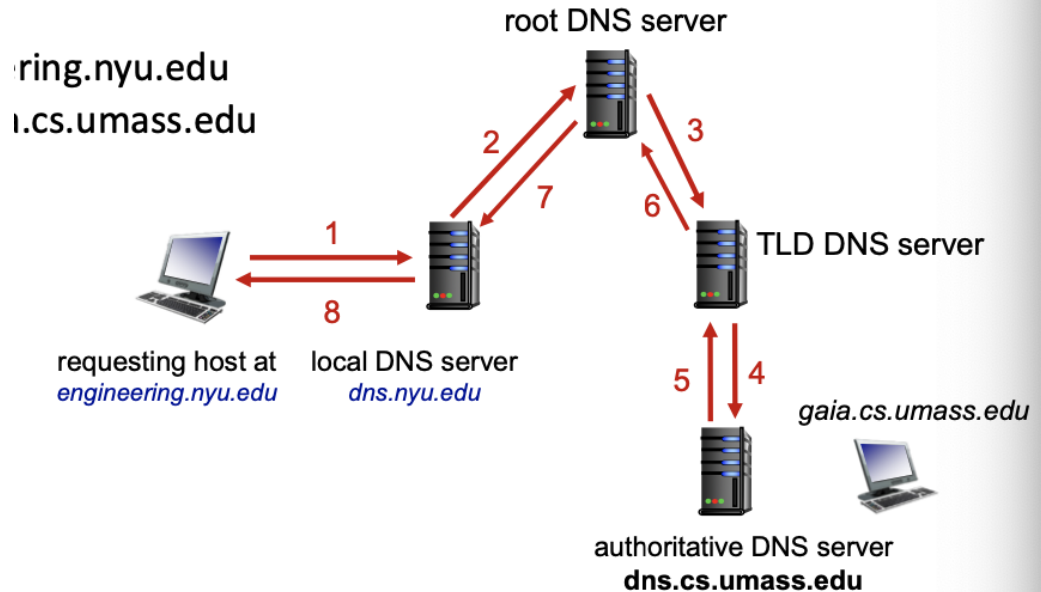 root DNS server
ring.nyu.edu
.cs.umass.edu
2
3
7
6
1
TLD DNS server
8
requesting host at
engineering.nyu.edu
local DNS server
dns.nyu.edu
5
4
gaia.cs.umass.edu
authoritative DNS server
dns.cs.umass.edu